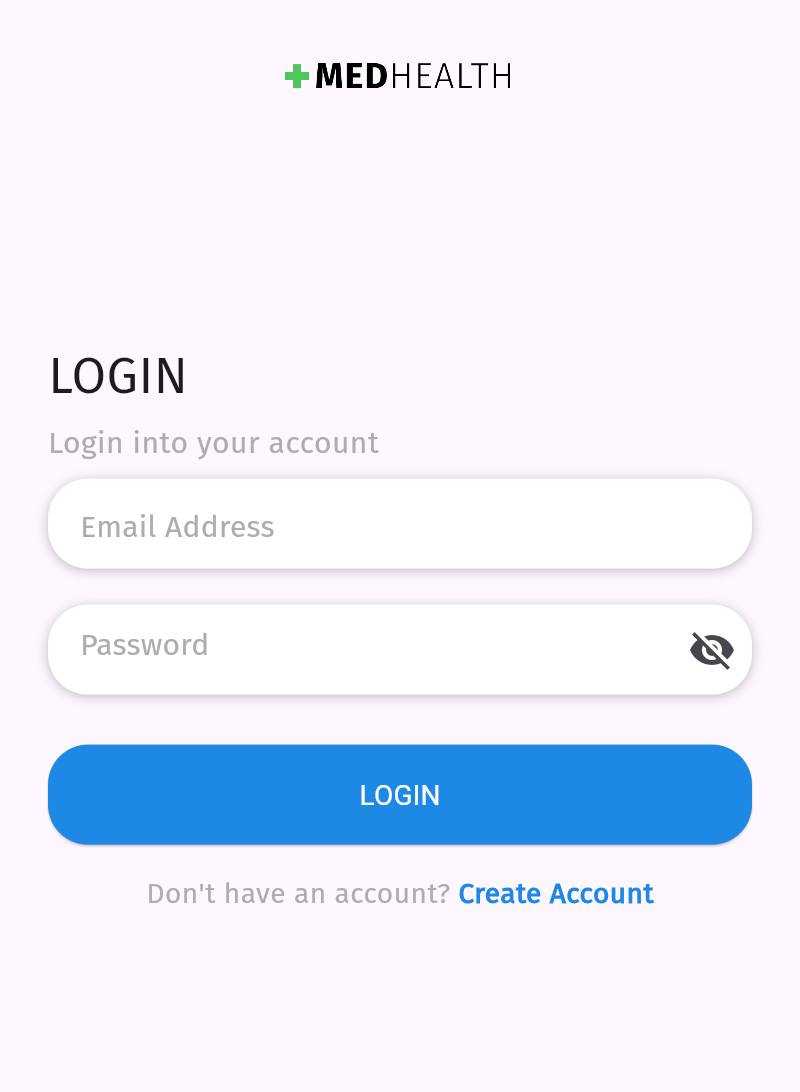 MEDHEALTH
LOGIN
Login into your account
Email Address
Password
LOGIN
Don't have an account? Create Account